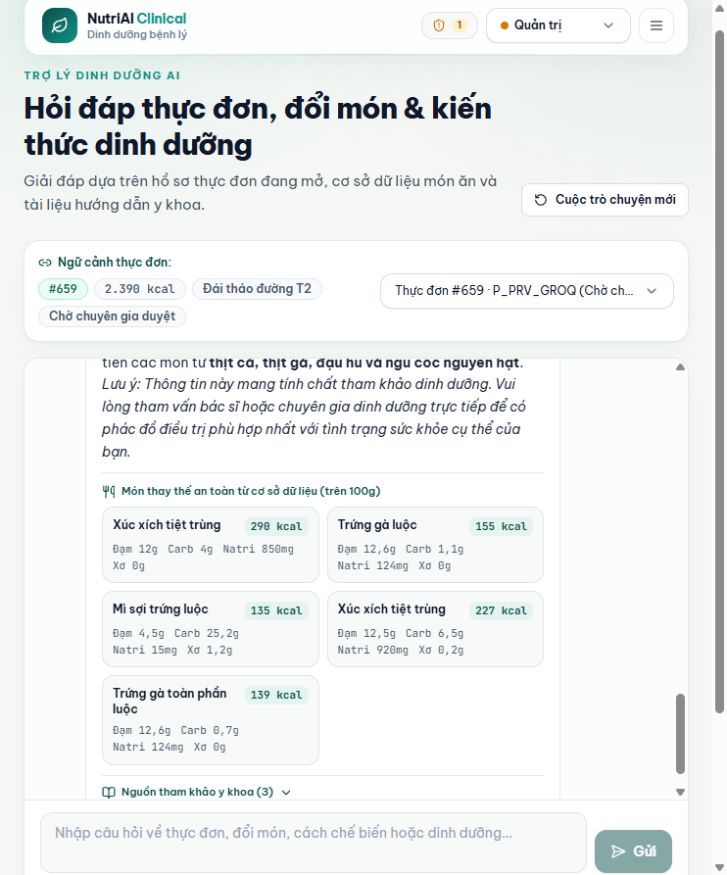 NutriAI Clinical
Dinh dưỡng bệnh lý
1
Quản trị
TRỢ LÝ DINH DƯỠNG AI
Hỏi đáp thực đơn, đổi món & kiến
thức dinh dưỡng
Giải đáp dựa trên hồ sơ thực đơn đang mở, cơ sở dữ liệu món ăn và
tài liệu hướng dẫn y khoa.
Cuộc trò chuyện mới
Ngữ cảnh thực đơn:
#659
2.390 kcal
Đái tháo đường T2
Chờ chuyên gia duyệt
Thực đơn #659 · P_PRV_GROQ (Chờ ch...
tiên các món từ thịt cá, thịt gà, đậu hũ và ngũ cốc nguyên hạt.
Lưu ý: Thông tin này mang tính chất tham khảo dinh dưỡng. Vui
lòng tham vấn bác sĩ hoặc chuyên gia dinh dưỡng trực tiếp để có
phác đồ điều trị phù hợp nhất với tình trạng sức khỏe cụ thể của
bạn.
Món thay thế an toàn từ cơ sở dữ liệu (trên 100g)
Xúc xích tiệt trùng
290 kcal
Đạm 12g Carb 4g Natri 850mg
Xơ 0g
Trứng gà luộc
155 kcal
Đạm 12,6g Carb 1,1g
Natri 124mg Xơ 0g
Mì sợi trứng luộc
135 kcal
Đạm 4,5g Carb 25,2g
Natri 15mg Xơ 1,2g
Xúc xích tiệt trùng
227 kcal
Đạm 12,5g Carb 6,5g
Natri 920mg Xơ 0,2g
Trứng gà toàn phần
luộc
139 kcal
Đạm 12,6g Carb 0,7g
Natri 124mg Xơ 0g
Nguồn tham khảo y khoa (3)
Nhập câu hỏi về thực đơn, đổi món, cách chế biến hoặc dinh dưỡng...
Gửi